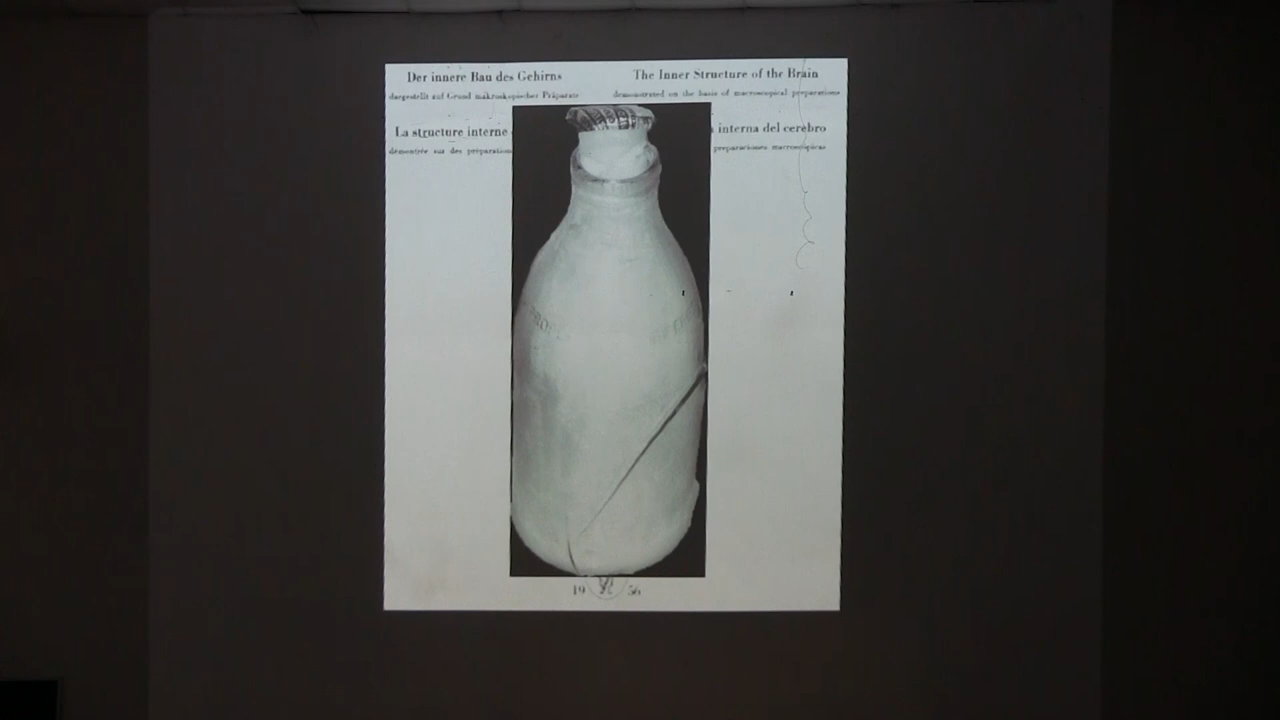 Der innere Bau des Gehirns
dargestellt auf Grund makroskopischer Präparate
The Inner Structure of the Brain
demonstrated on the basis of macroscopical preparations
La structure interne
démontrée sur des préparation
interna del cerebro
preparaciones macroscópicas
19 56